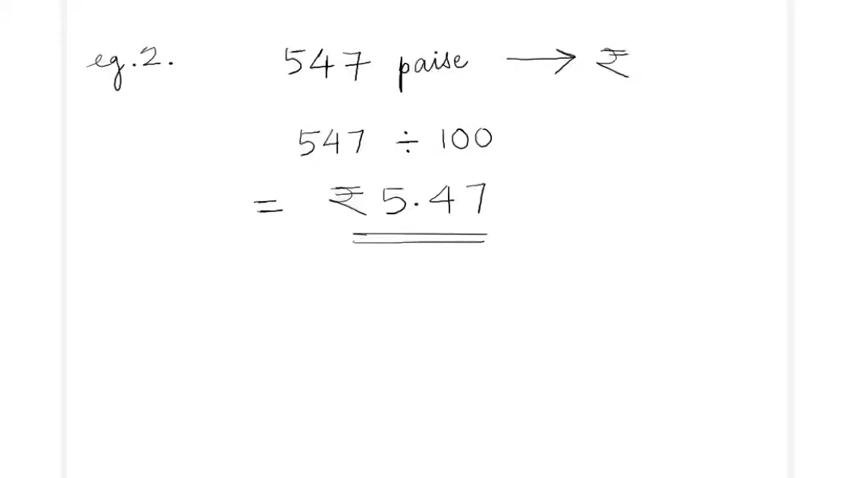 eg. 2. 547 paise → ₹
547 ÷ 100
= ₹ 5.47